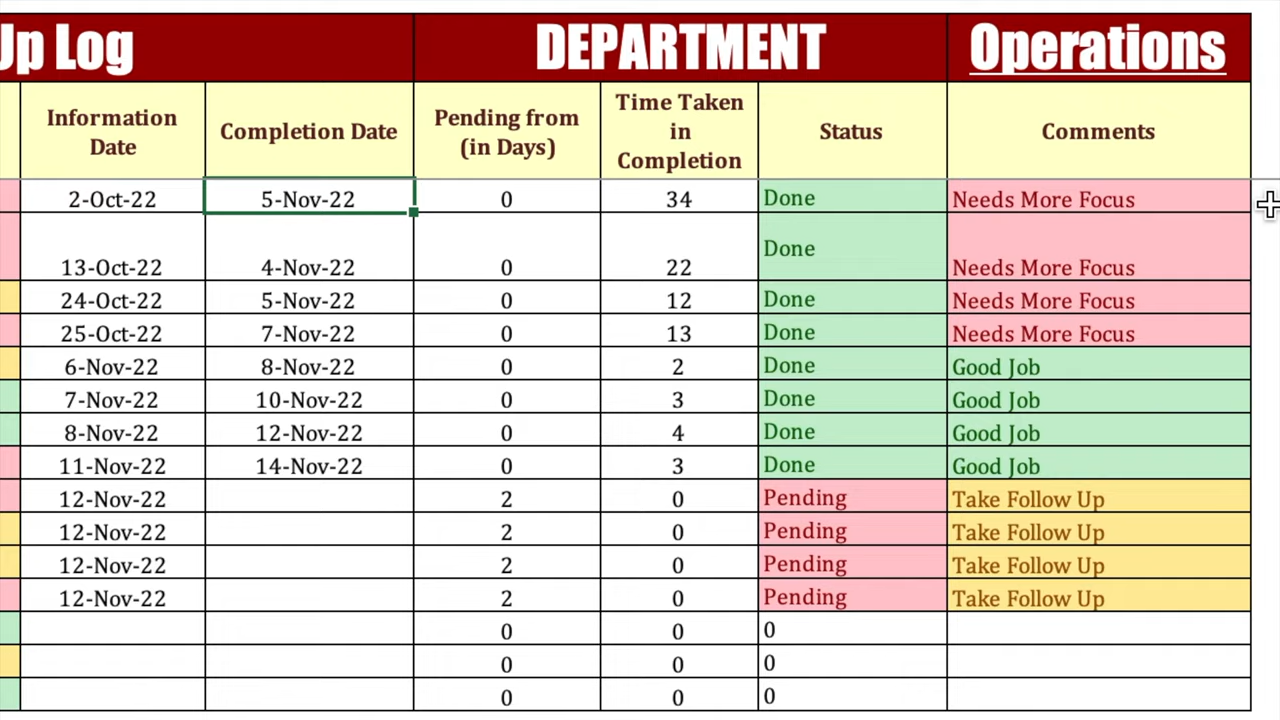 Up Log DEPARTMENT Operations
Information Date Completion Date Pending from (in Days) Time Taken in Completion Status Comments
2-Oct-22 5-Nov-22 0 34 Done Needs More Focus
13-Oct-22 4-Nov-22 0 22 Done Needs More Focus
24-Oct-22 5-Nov-22 0 12 Done Needs More Focus
25-Oct-22 7-Nov-22 0 13 Done Needs More Focus
6-Nov-22 8-Nov-22 0 2 Done Good Job
7-Nov-22 10-Nov-22 0 3 Done Good Job
8-Nov-22 12-Nov-22 0 4 Done Good Job
11-Nov-22 14-Nov-22 0 3 Done Good Job
12-Nov-22 2 0 Pending Take Follow Up
12-Nov-22 2 0 Pending Take Follow Up
12-Nov-22 2 0 Pending Take Follow Up
12-Nov-22 2 0 Pending Take Follow Up
0 0 0
0 0 0
0 0 0